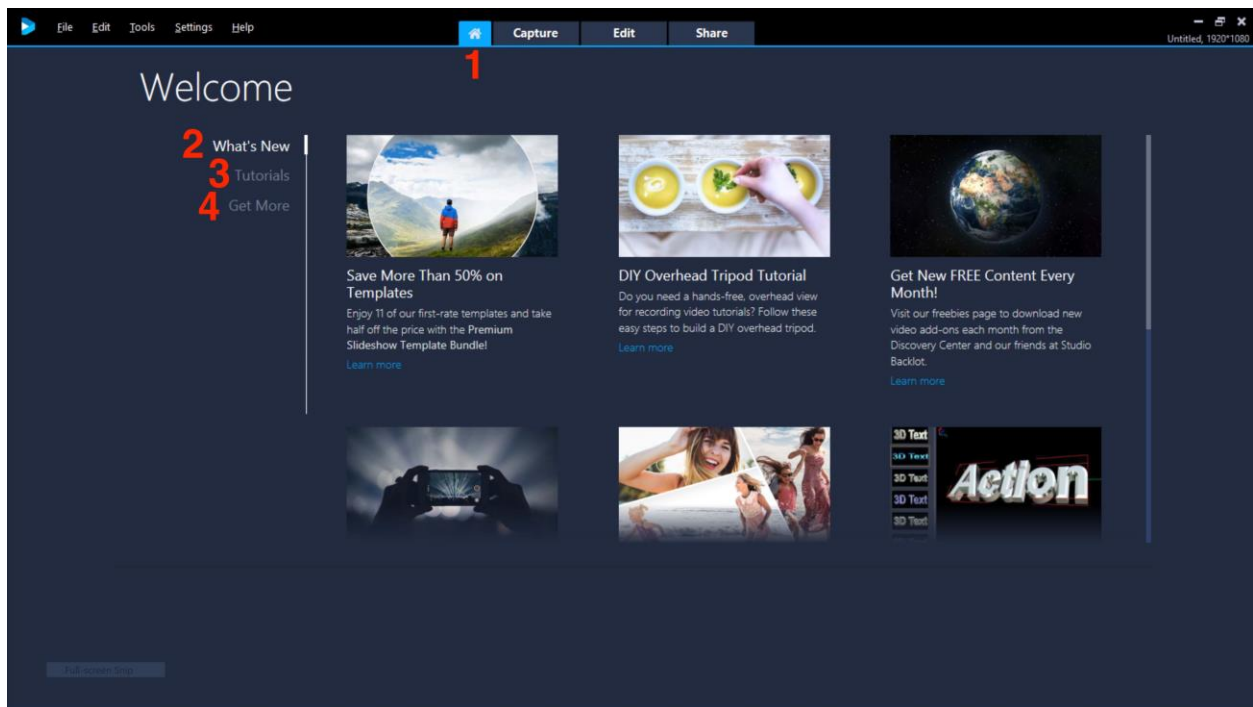 File Edit Tools Settings Help
Capture Edit Share
Untitled, 1920*1080
1
Welcome
2 What's New
3 Tutorials
4 Get More
Save More Than 50% on
Templates
Enjoy 11 of our first-rate templates and take
half off the price with the Premium
Slideshow Template Bundle!
Learn more
DIY Overhead Tripod Tutorial
Do you need a hands-free, overhead view
for recording video tutorials? Follow these
easy steps to build a DIY overhead tripod.
Learn more
Get New FREE Content Every
Month!
Visit our freebies page to download new
video add-ons each month from the
Discovery Center and our friends at Studio
Backlot.
Learn more
3D Text
3D Text
3D Text
3D Text
3D Text
Action
Full-screen Snip